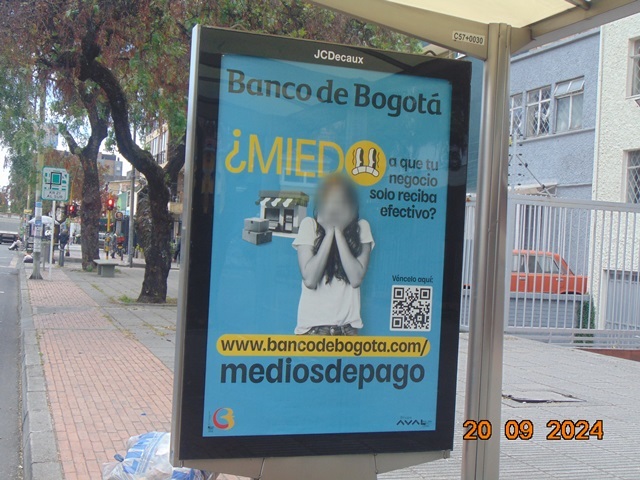 C57*0030
JCDecaux
Banco de Bogotá
¿MIEDO a que tu
negocio
solo reciba
efectivo?
Véncelo aquí:
www.bancodebogota.com/
mediosdepago
AVAL
20 09 2024